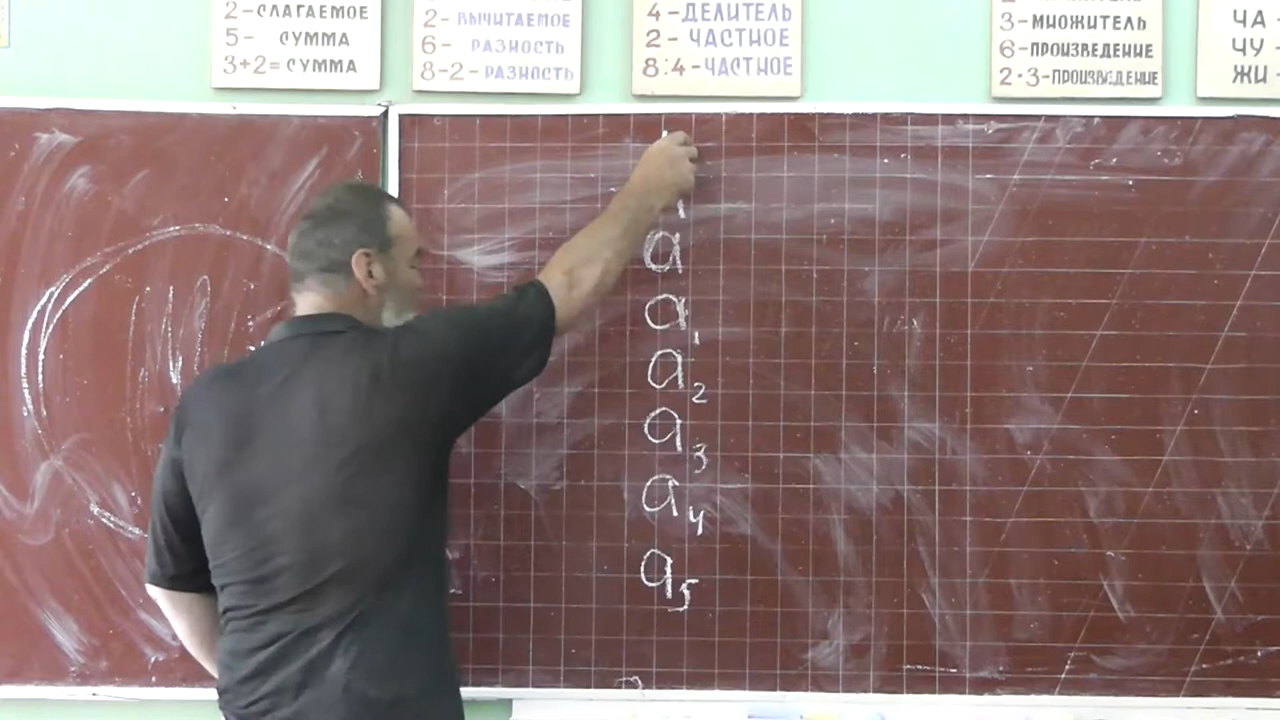 2-СЛАГАЕМОЕ
5- СУММА
3+2=СУММА
2-ВЫЧИТАЕМОЕ
6- РАЗНОСТЬ
8-2-РАЗНОСТЬ
4-ДЕЛИТЕЛЬ
2-ЧАСТНОЕ
8:4-ЧАСТНОЕ
3-МНОЖИТЕЛЬ
6-ПРОИЗВЕДЕНИЕ
2·3-ПРОИЗВЕДЕНИЕ
ЧА-
ЧУ-
ЖИ-
a
a₁
a₂
a₃
a₄
a₅